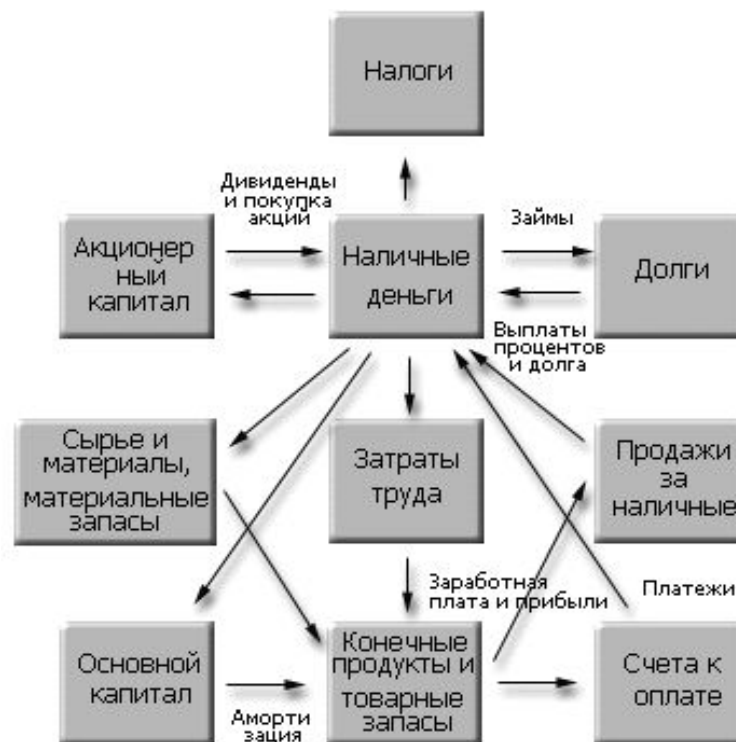 Налоги
Дивиденды
и покупка
акций
Займы
Акционер
ный
капитал
Наличные
деньги
Долги
Выплаты
процентов
и долга
Сырье и
материалы,
материальные
запасы
Затраты
труда
Продажи
за
наличные
Заработная
плата и прибыли
Платежи
Основной
капитал
Аморти
зация
Конечные
продукты и
товарные
запасы
Счета к
оплате